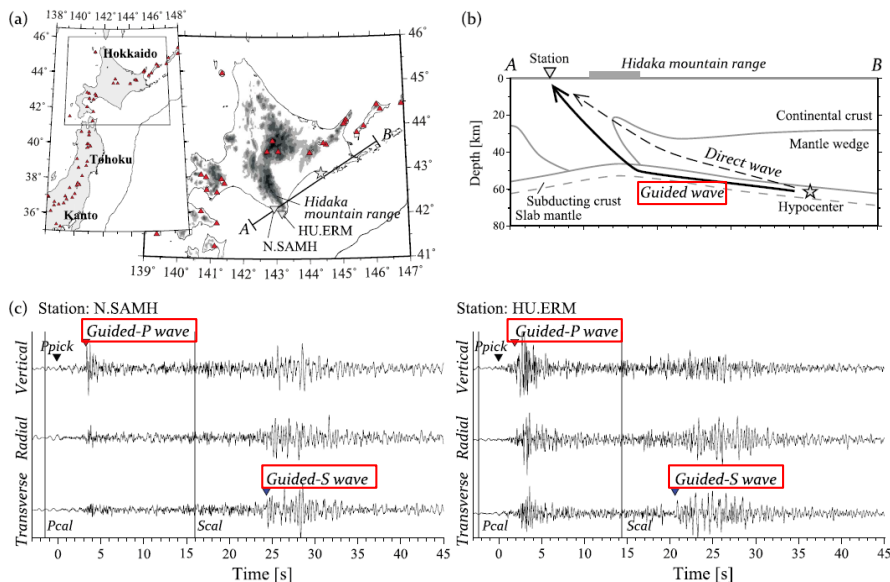 (a)
140° 142° 144° 146° 148°
46°
44°
42°
40°
38°
36°
Hokkaido
Tohoku
Kanto
46°
45°
44°
43°
42°
41°
139° 140° 141° 142° 143° 144° 145° 146° 147°
A
B
Hidaka
mountain range
HU.ERM
N.SAMH
(b)
A
Station
Hidaka mountain range
B
Depth [km]
0
20
40
60
80
Continental crust
Mantle wedge
Direct wave
Guided wave
Subducting crust
Slab mantle
Hypocenter
(c) Station: N.SAMH
Guided-P wave
Ppick
Vertical
Radial
Transverse
Guided-S wave
Pcal
Scal
0 5 10 15 20 25 30 35 40 45
Time [s]
Station: HU.ERM
Guided-P wave
Ppick
Vertical
Radial
Transverse
Guided-S wave
Pcal
Scal
0 5 10 15 20 25 30 35 40 45
Time [s]